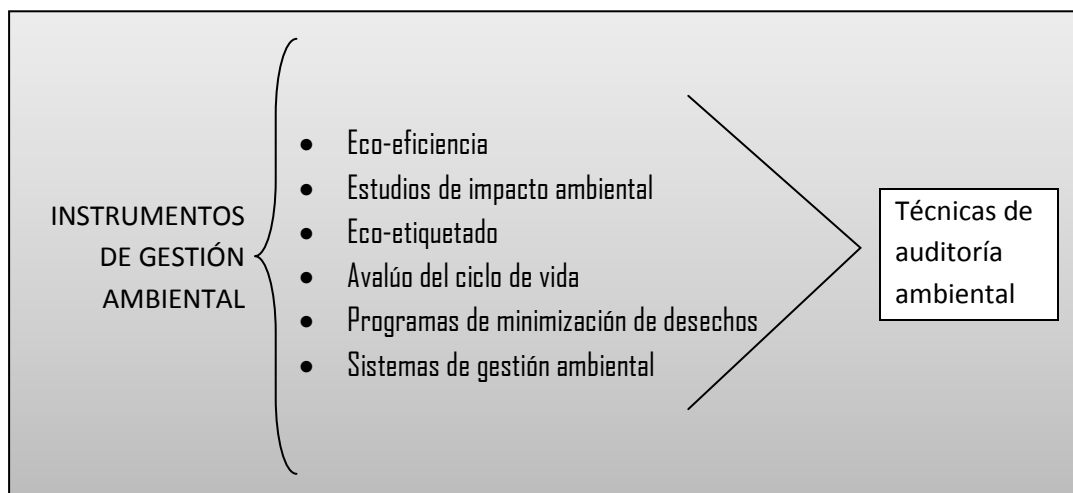 INSTRUMENTOS
DE GESTIÓN
AMBIENTAL
• Eco-eficiencia
• Estudios de impacto ambiental
• Eco-etiquetado
• Avalúo del ciclo de vida
• Programas de minimización de desechos
• Sistemas de gestión ambiental
Técnicas de
auditoría
ambiental